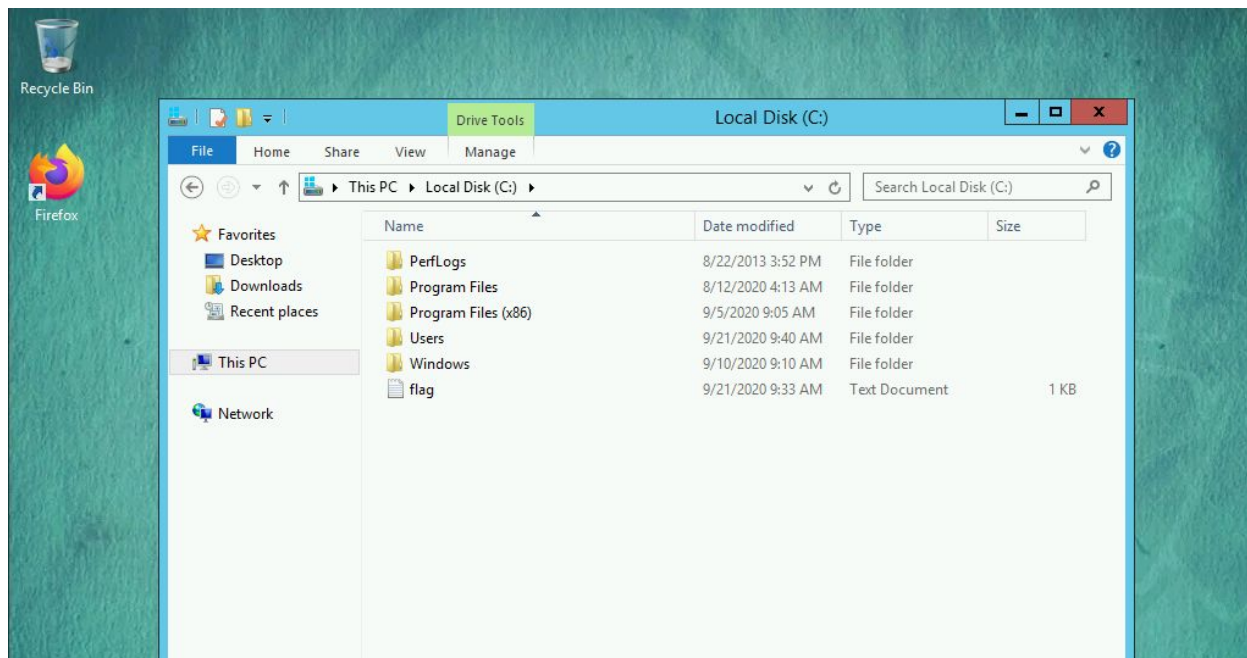 Recycle Bin
Firefox
Drive Tools
Local Disk (C:)
File Home Share View Manage
This PC Local Disk (C:)
Search Local Disk (C:)
Favorites
Desktop
Downloads
Recent places
This PC
Network
Name Date modified Type Size
PerfLogs 8/22/2013 3:52 PM File folder
Program Files 8/12/2020 4:13 AM File folder
Program Files (x86) 9/5/2020 9:05 AM File folder
Users 9/21/2020 9:40 AM File folder
Windows 9/10/2020 9:10 AM File folder
flag 9/21/2020 9:33 AM Text Document 1 KB